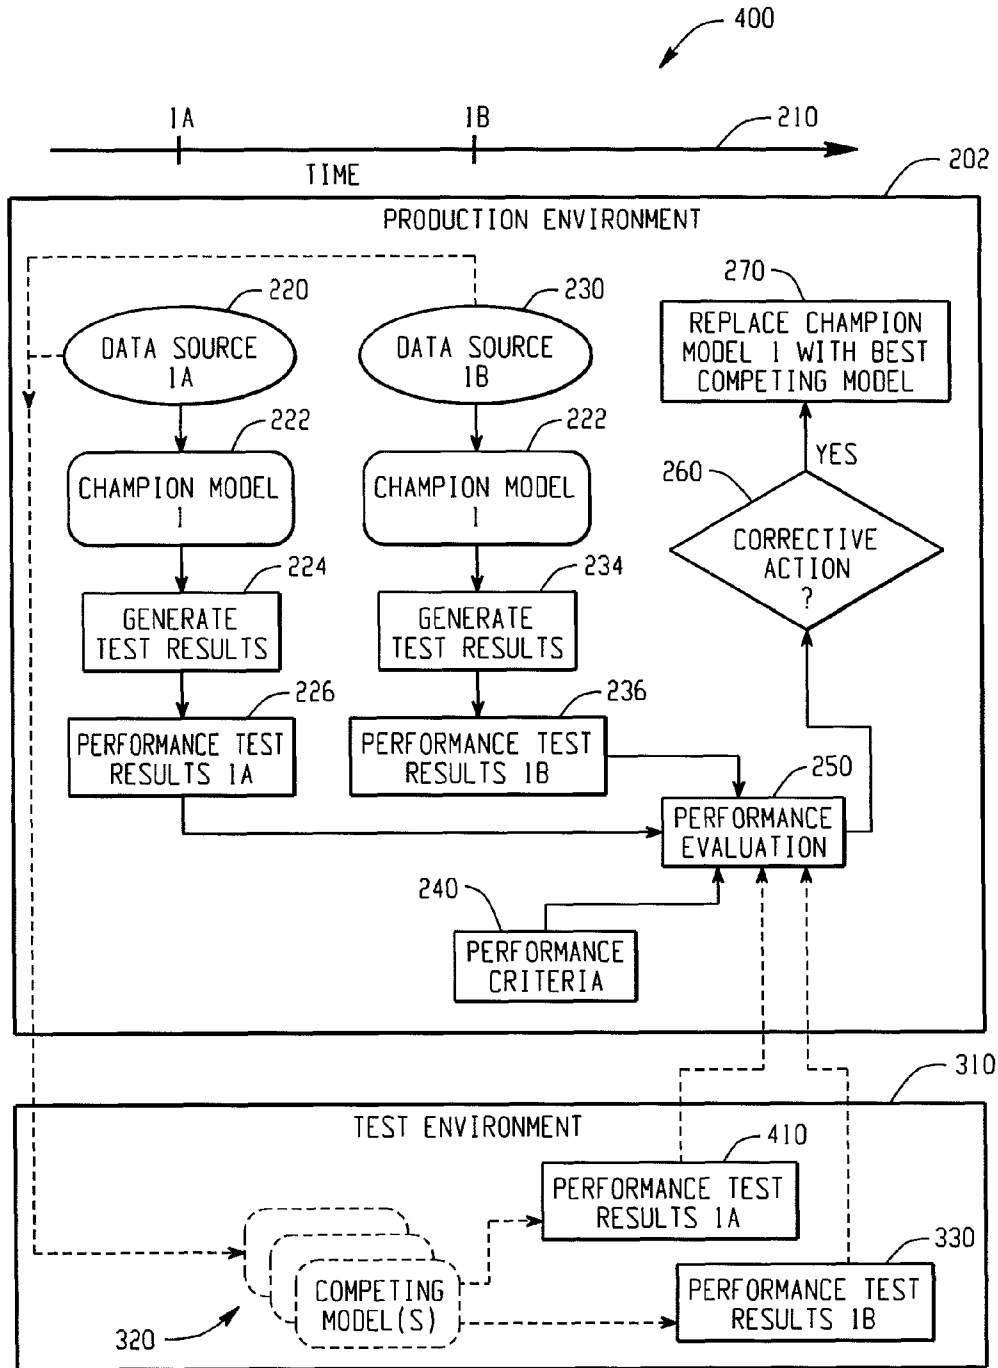 400
1A
1B
210
TIME
202
PRODUCTION ENVIRONMENT
220
230
270
DATA SOURCE
1A
DATA SOURCE
1B
REPLACE CHAMPION
MODEL 1 WITH BEST
COMPETING MODEL
222
222
CHAMPION MODEL
1
CHAMPION MODEL
1
YES
260
CORRECTIVE
ACTION
?
224
234
GENERATE
TEST RESULTS
GENERATE
TEST RESULTS
226
236
PERFORMANCE TEST
RESULTS 1A
PERFORMANCE TEST
RESULTS 1B
250
PERFORMANCE
EVALUATION
240
PERFORMANCE
CRITERIA
310
TEST ENVIRONMENT
410
PERFORMANCE TEST
RESULTS 1A
330
COMPETING
MODEL(S)
PERFORMANCE TEST
RESULTS 1B
320